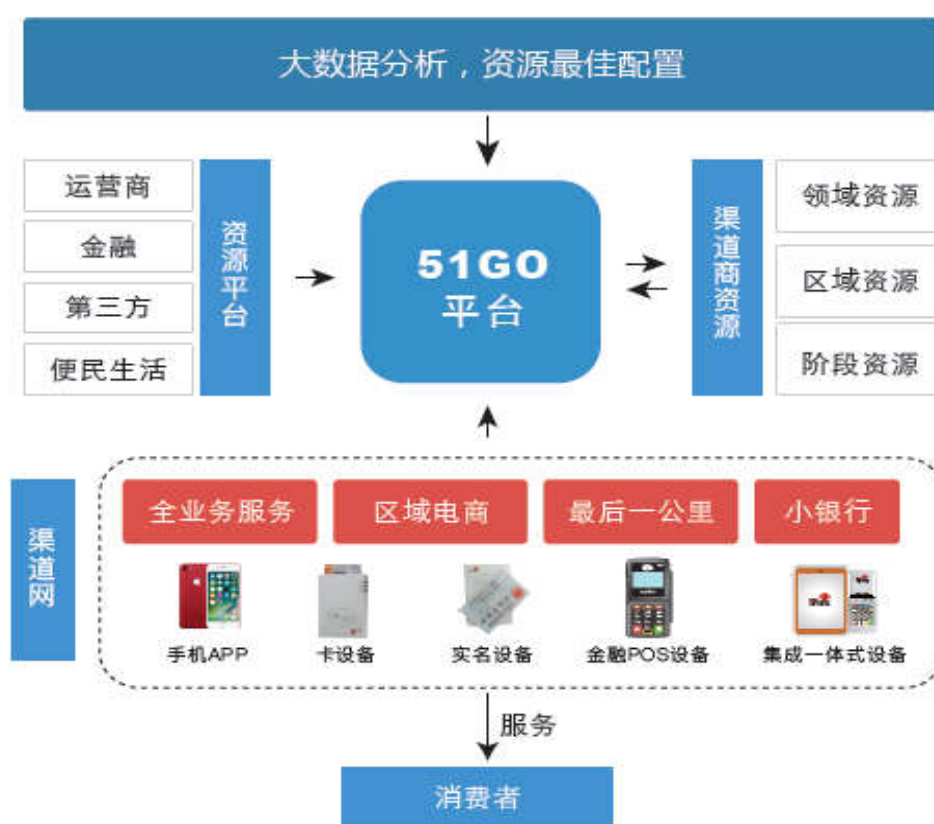 大数据分析，资源最佳配置
运营商
金融
第三方
便民生活
资源平台
51GO
平台
渠道商资源
领域资源
区域资源
阶段资源
渠道网
全业务服务
区域电商
最后一公里
小银行
手机APP
卡设备
实名设备
金融POS设备
集成一体式设备
服务
消费者